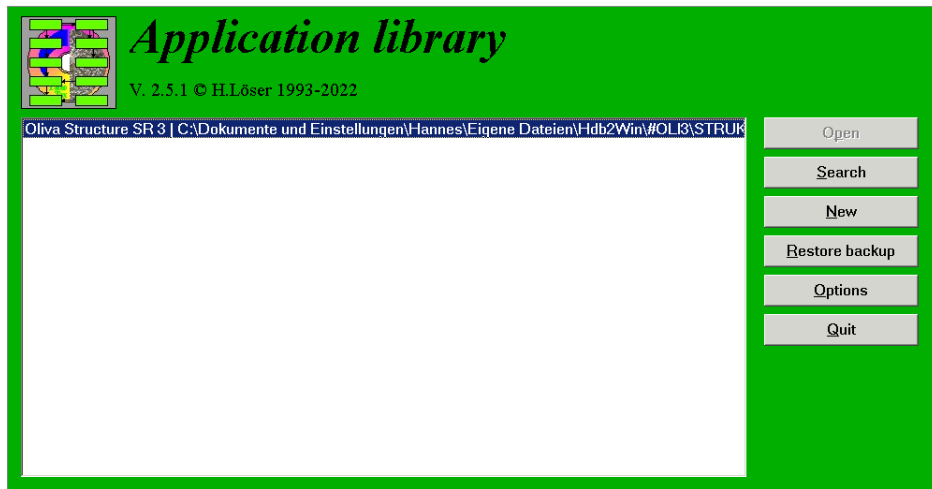 Application library
V. 2.5.1 © H.Löser 1993-2022
Oliva Structure SR 3 | C:\Dokumente und Einstellungen\Hannes\Eigene Dateien\Hdb2Win\#OLI3\STRUK
Open
Search
New
Restore backup
Options
Quit